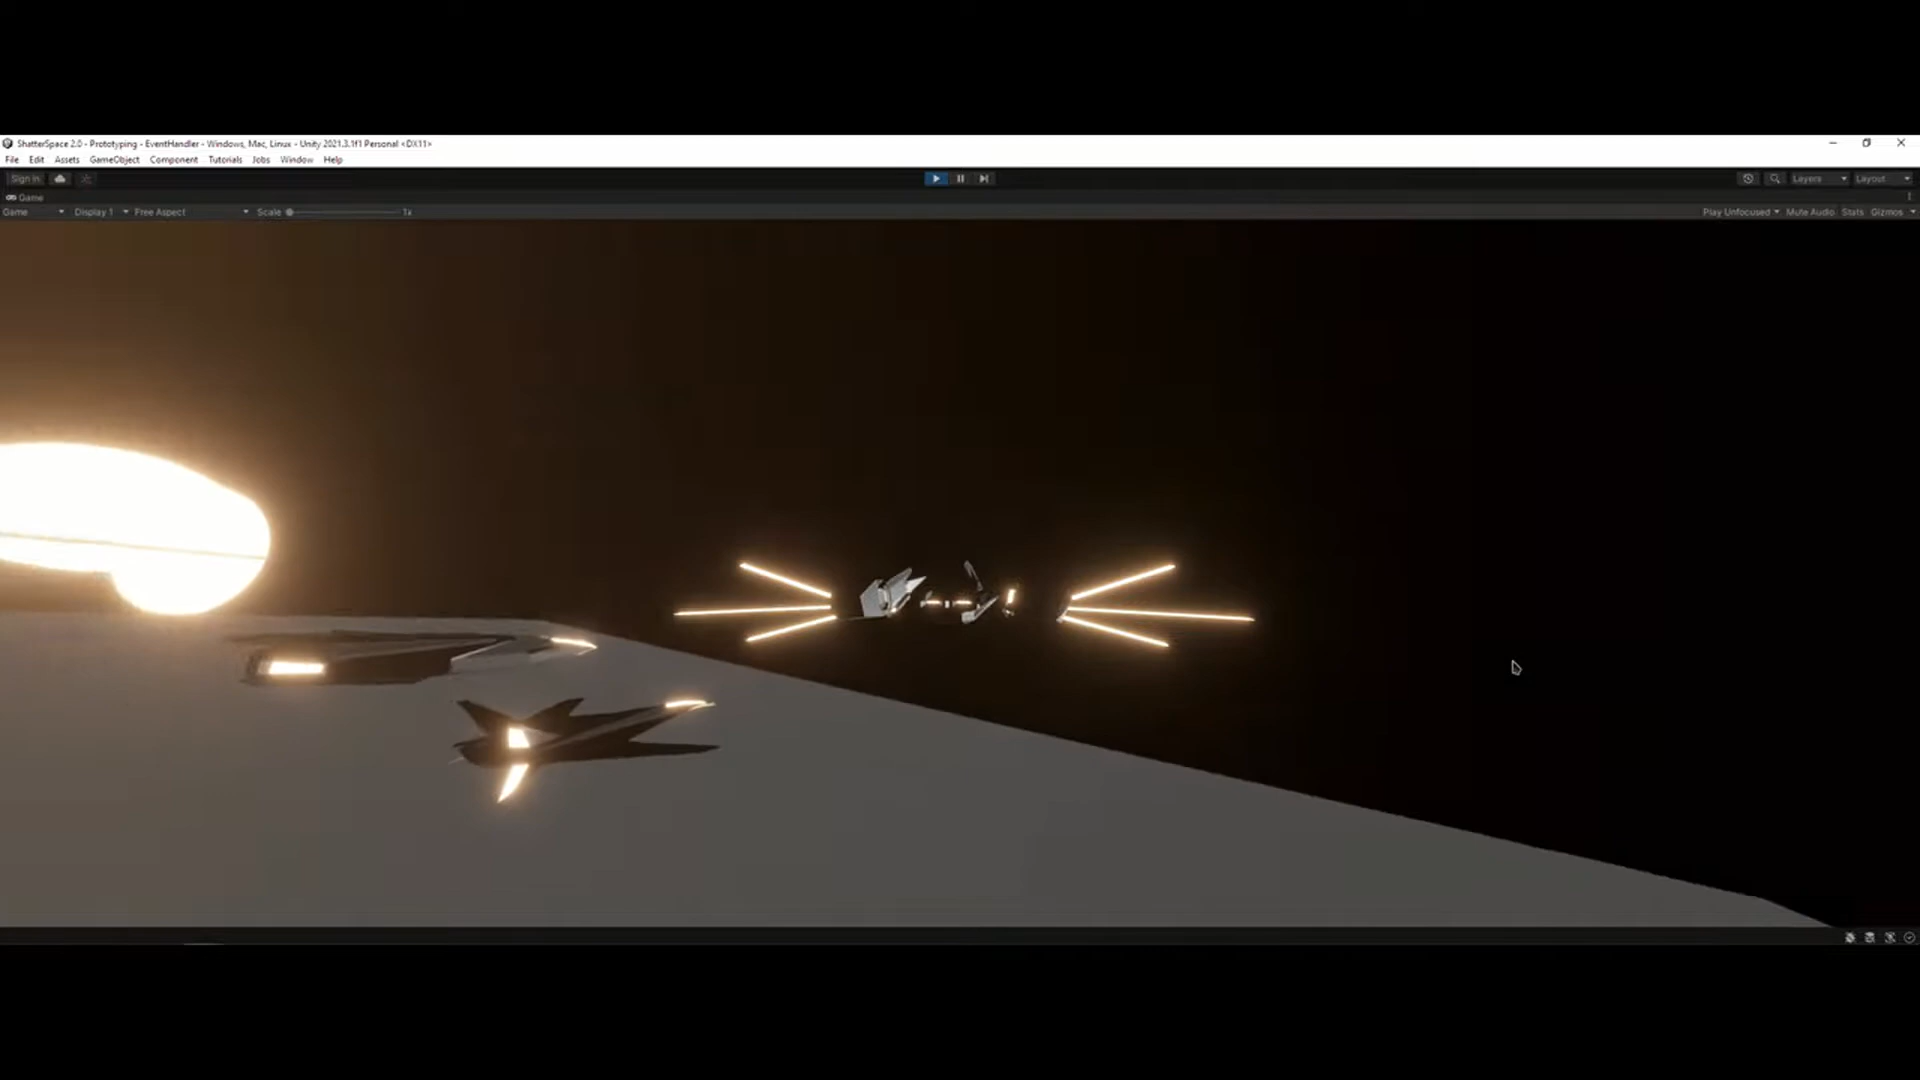 ShatterSpace 2.0 - Prototyping - EventHandler - Windows, Mac, Linux - Unity 2021.3.1f1 Personal <DX11>
File Edit Assets GameObject Component Tutorials Jobs Window Help
Sign in Layers Layout
Game
Game Display 1 Free Aspect Scale 1x Play Unfocused Mute Audio Stats Gizmos